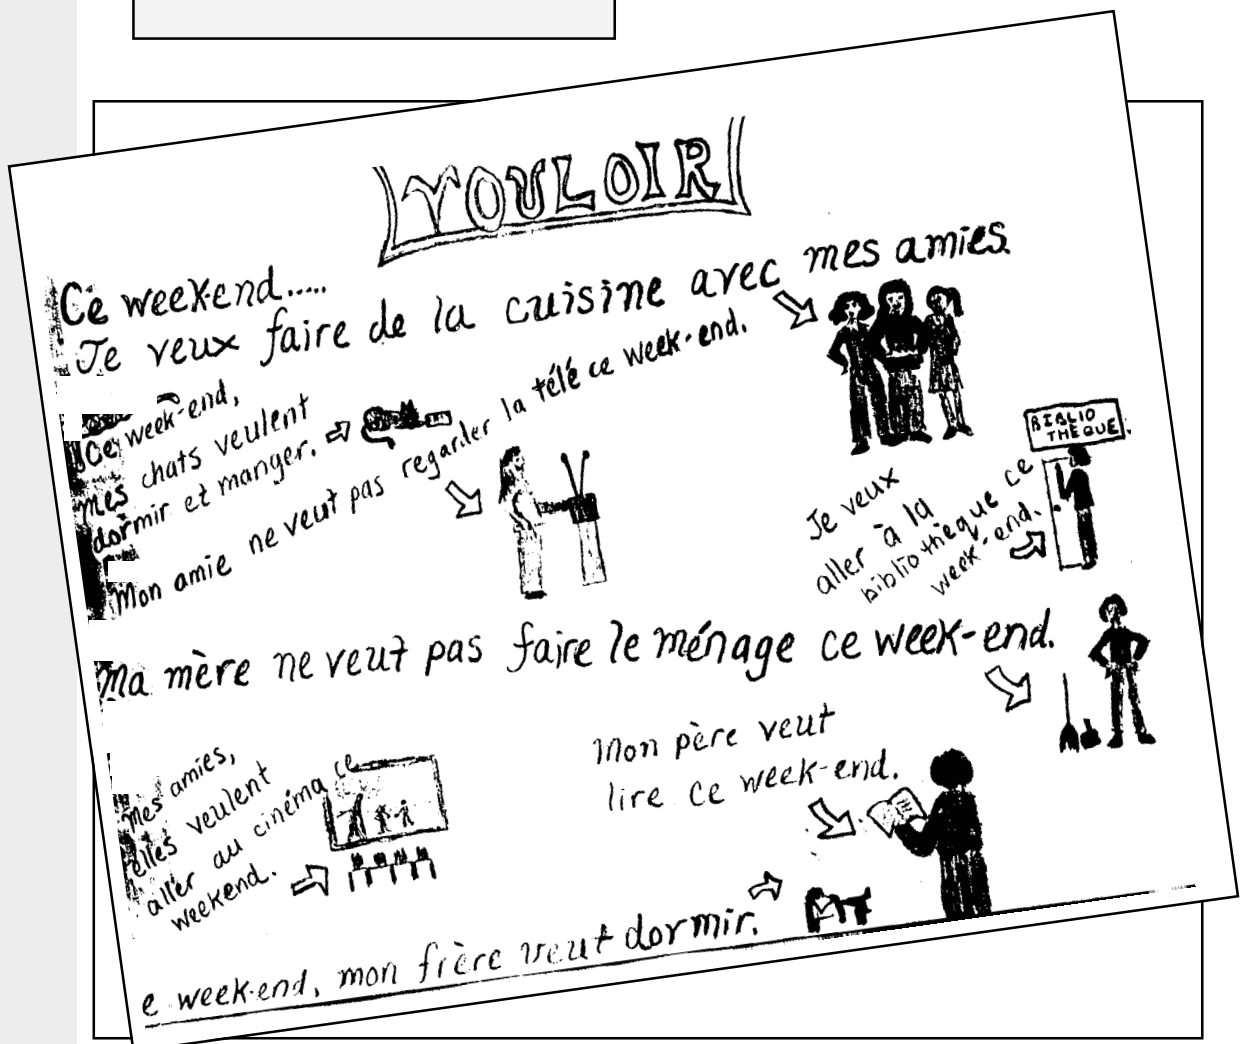 VOULOIR
Ce weekend.....
Je veux faire de la cuisine avec mes amies.
Ce week-end,
mes chats veulent
dormir et manger.
Mon amie ne veut pas regarder la télé ce week-end.
BIBLIO
THEQUE.
Je veux
aller à la
bibliothèque ce
week-end.
Ma mère ne veut pas faire le ménage ce week-end.
Mes amies,
elles veulent
aller au cinéma ce
weekend.
Mon père veut
lire ce week-end.
e week-end, mon frère veut dormir.